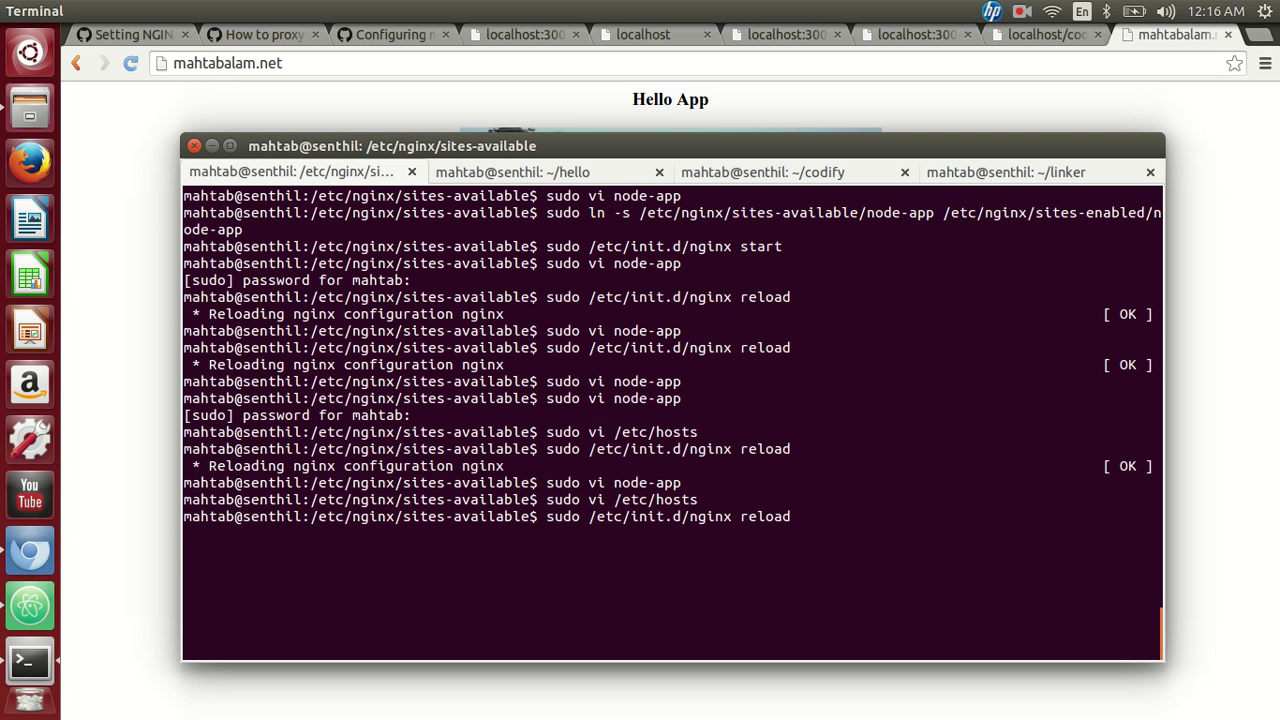 Terminal
En
12:16 AM
Setting NGIN
How to proxy
Configuring n
localhost:300
localhost
localhost:300
localhost:300
localhost/cod
mahtabalam.n
mahtabalam.net
Hello App
mahtab@senthil: /etc/nginx/sites-available
mahtab@senthil: /etc/nginx/si...
mahtab@senthil: ~/hello
mahtab@senthil: ~/codify
mahtab@senthil: ~/linker
mahtab@senthil:/etc/nginx/sites-available$ sudo vi node-app
mahtab@senthil:/etc/nginx/sites-available$ sudo ln -s /etc/nginx/sites-available/node-app /etc/nginx/sites-enabled/n
ode-app
mahtab@senthil:/etc/nginx/sites-available$ sudo /etc/init.d/nginx start
mahtab@senthil:/etc/nginx/sites-available$ sudo vi node-app
[sudo] password for mahtab:
mahtab@senthil:/etc/nginx/sites-available$ sudo /etc/init.d/nginx reload
* Reloading nginx configuration nginx [ OK ]
mahtab@senthil:/etc/nginx/sites-available$ sudo vi node-app
mahtab@senthil:/etc/nginx/sites-available$ sudo /etc/init.d/nginx reload
* Reloading nginx configuration nginx [ OK ]
mahtab@senthil:/etc/nginx/sites-available$ sudo vi node-app
mahtab@senthil:/etc/nginx/sites-available$ sudo vi node-app
[sudo] password for mahtab:
mahtab@senthil:/etc/nginx/sites-available$ sudo vi /etc/hosts
mahtab@senthil:/etc/nginx/sites-available$ sudo /etc/init.d/nginx reload
* Reloading nginx configuration nginx [ OK ]
mahtab@senthil:/etc/nginx/sites-available$ sudo vi node-app
mahtab@senthil:/etc/nginx/sites-available$ sudo vi /etc/hosts
mahtab@senthil:/etc/nginx/sites-available$ sudo /etc/init.d/nginx reload
You
Tube